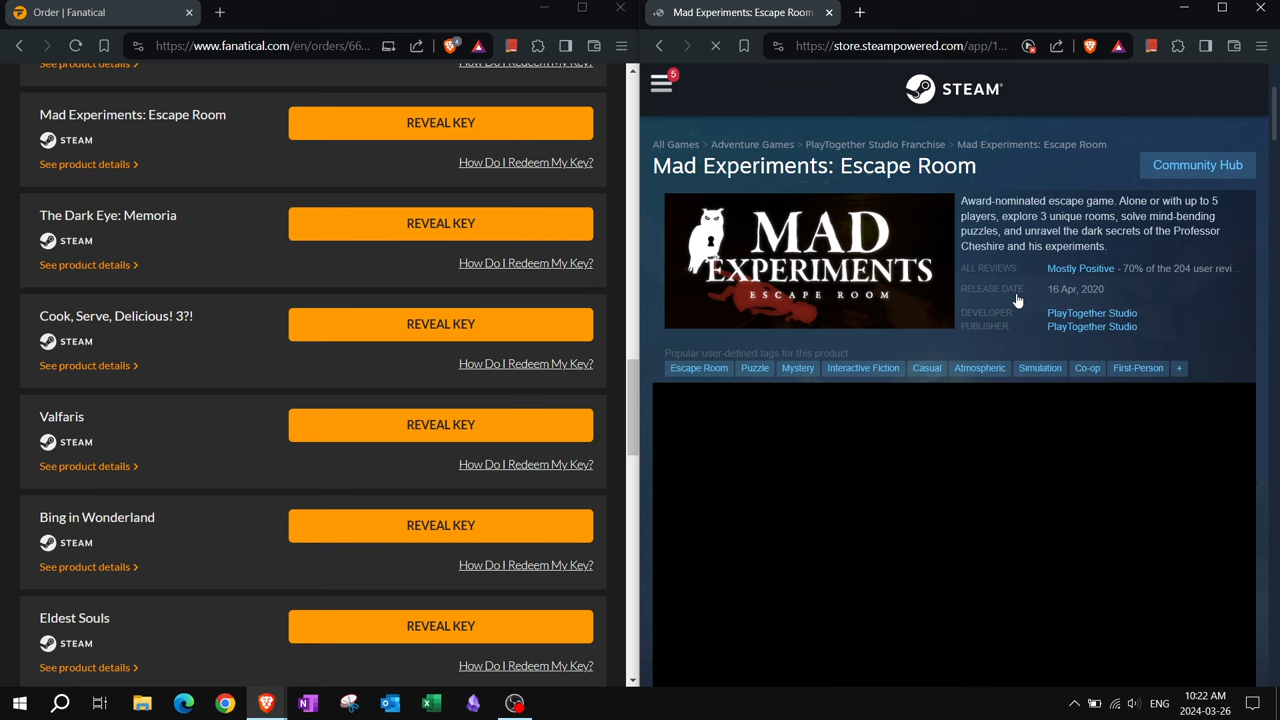 Order | Fanatical
https://www.fanatical.com/en/orders/66...
4
See product details >
How Do I Redeem My Key?
Mad Experiments: Escape Room
REVEAL KEY
STEAM
See product details >
How Do I Redeem My Key?
The Dark Eye: Memoria
REVEAL KEY
STEAM
See product details >
How Do I Redeem My Key?
Cook, Serve, Delicious! 3?!
REVEAL KEY
STEAM
See product details >
How Do I Redeem My Key?
Valfaris
REVEAL KEY
STEAM
See product details >
How Do I Redeem My Key?
Bing in Wonderland
REVEAL KEY
STEAM
See product details >
How Do I Redeem My Key?
Eldest Souls
REVEAL KEY
STEAM
See product details >
How Do I Redeem My Key?
Mad Experiments: Escape Room
https://store.steampowered.com/app/1...
5
STEAM®
All Games > Adventure Games > PlayTogether Studio Franchise > Mad Experiments: Escape Room
Mad Experiments: Escape Room
Community Hub
MAD
EXPERIMENTS
ESCAPE ROOM
Award-nominated escape game. Alone or with up to 5
players, explore 3 unique rooms, solve mind-bending
puzzles, and unravel the dark secrets of the Professor
Cheshire and his experiments.
ALL REVIEWS: Mostly Positive - 70% of the 204 user revi...
RELEASE DATE: 16 Apr, 2020
DEVELOPER: PlayTogether Studio
PUBLISHER: PlayTogether Studio
Popular user-defined tags for this product:
Escape Room Puzzle Mystery Interactive Fiction Casual Atmospheric Simulation Co-op First-Person +
ENG
10:22 AM
2024-03-26